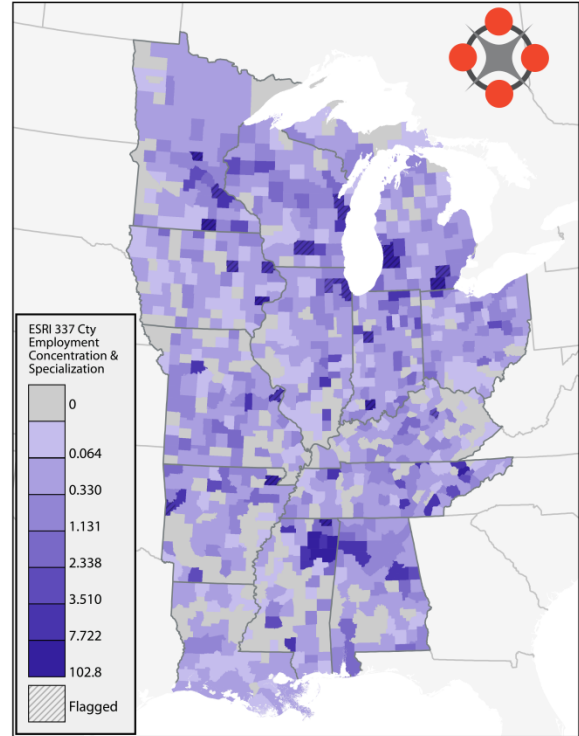 ESRI 337 Cty
Employment
Concentration &
Specialization
0
0.064
0.330
1.131
2.338
3.510
7.722
102.8
Flagged